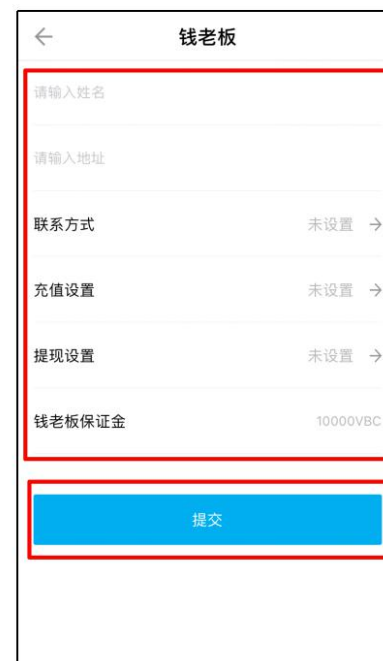 钱老板
请输入姓名
请输入地址
联系方式 未设置
充值设置 未设置
提现设置 未设置
钱老板保证金 10000VBC
提交